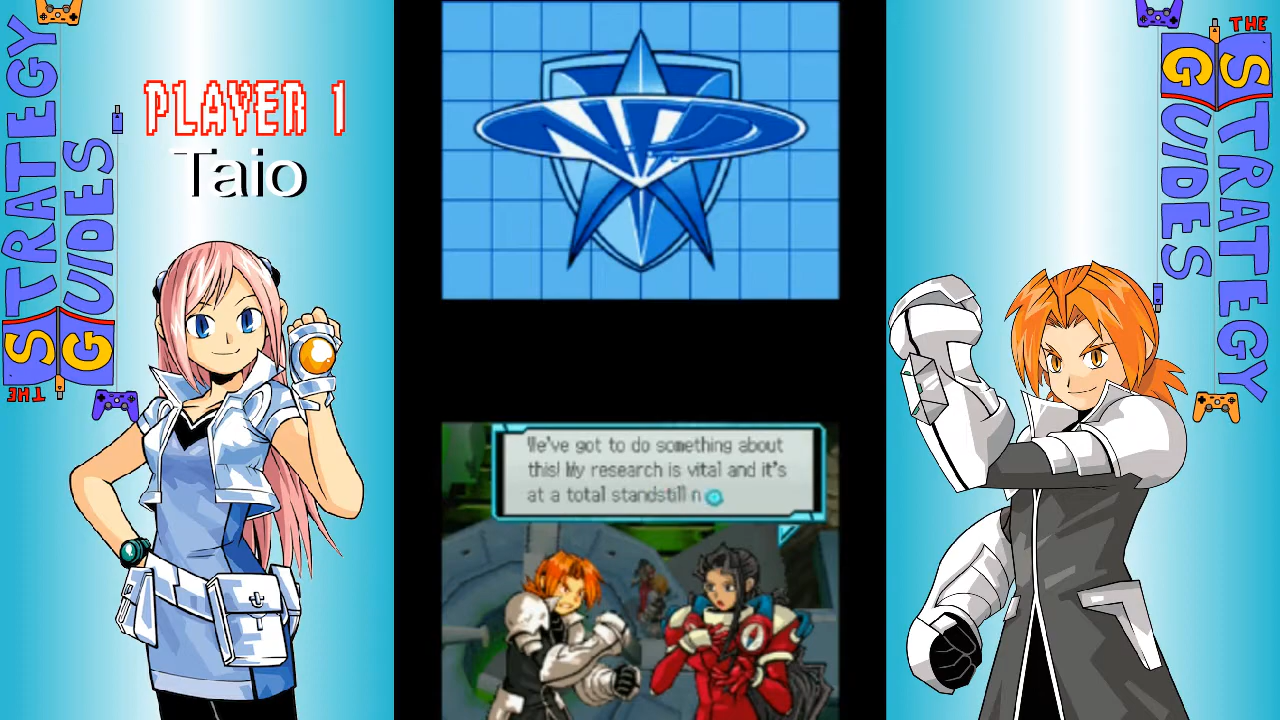 THE STRATEGY GUIDES
PLAYER 1
Taio
NTD
We've got to do something about
this! My research is vital and it's
at a total standstill n
THE STRATEGY GUIDES